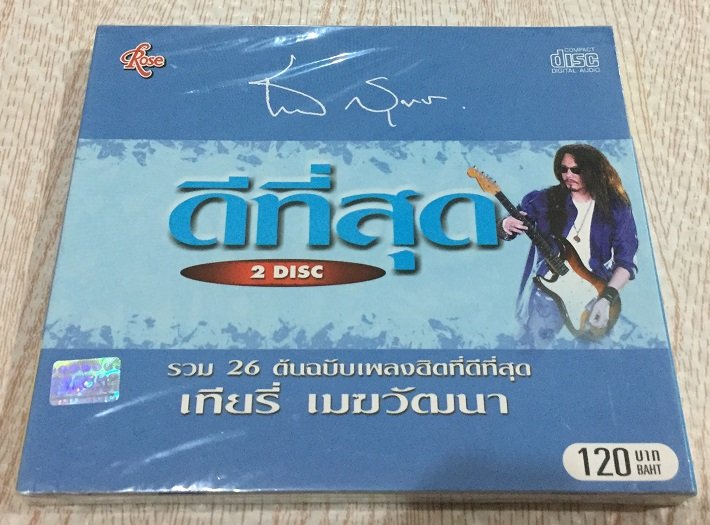 Rose
COMPACT
disc
DIGITAL AUDIO
ดีที่สุด
2 DISC
รวม 26 ต้นฉบับเพลงฮิตที่ดีที่สุด
เทียรี่ เมฆวัฒนา
120 บาท
BAHT